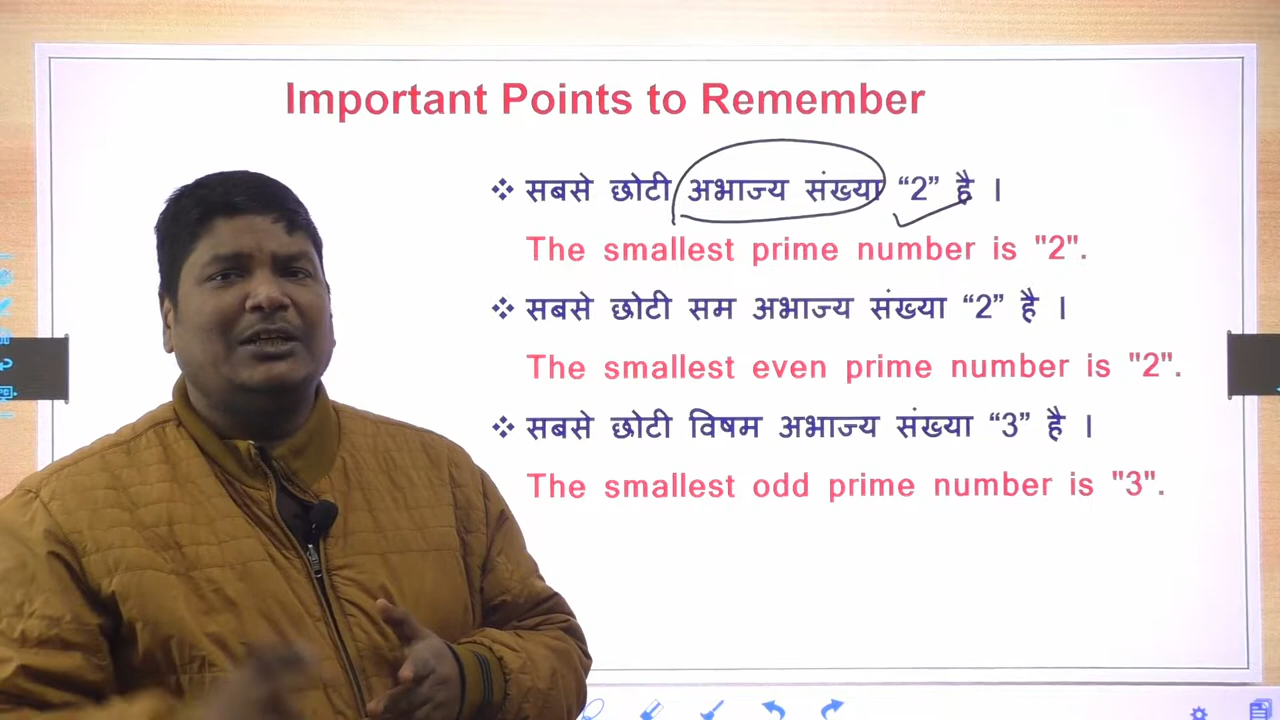 Important Points to Remember
❖ सबसे छोटी अभाज्य संख्या “2” है ।
The smallest prime number is "2".
❖ सबसे छोटी सम अभाज्य संख्या “2” है ।
The smallest even prime number is "2".
❖ सबसे छोटी विषम अभाज्य संख्या “3” है ।
The smallest odd prime number is "3".